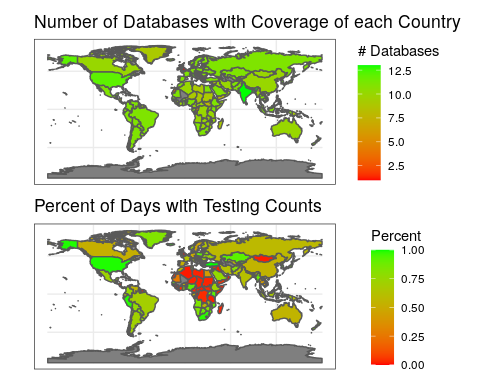 Number of Databases with Coverage of each Country
# Databases
12.5
10.0
7.5
5.0
2.5
Percent of Days with Testing Counts
Percent
1.00
0.75
0.50
0.25
0.00